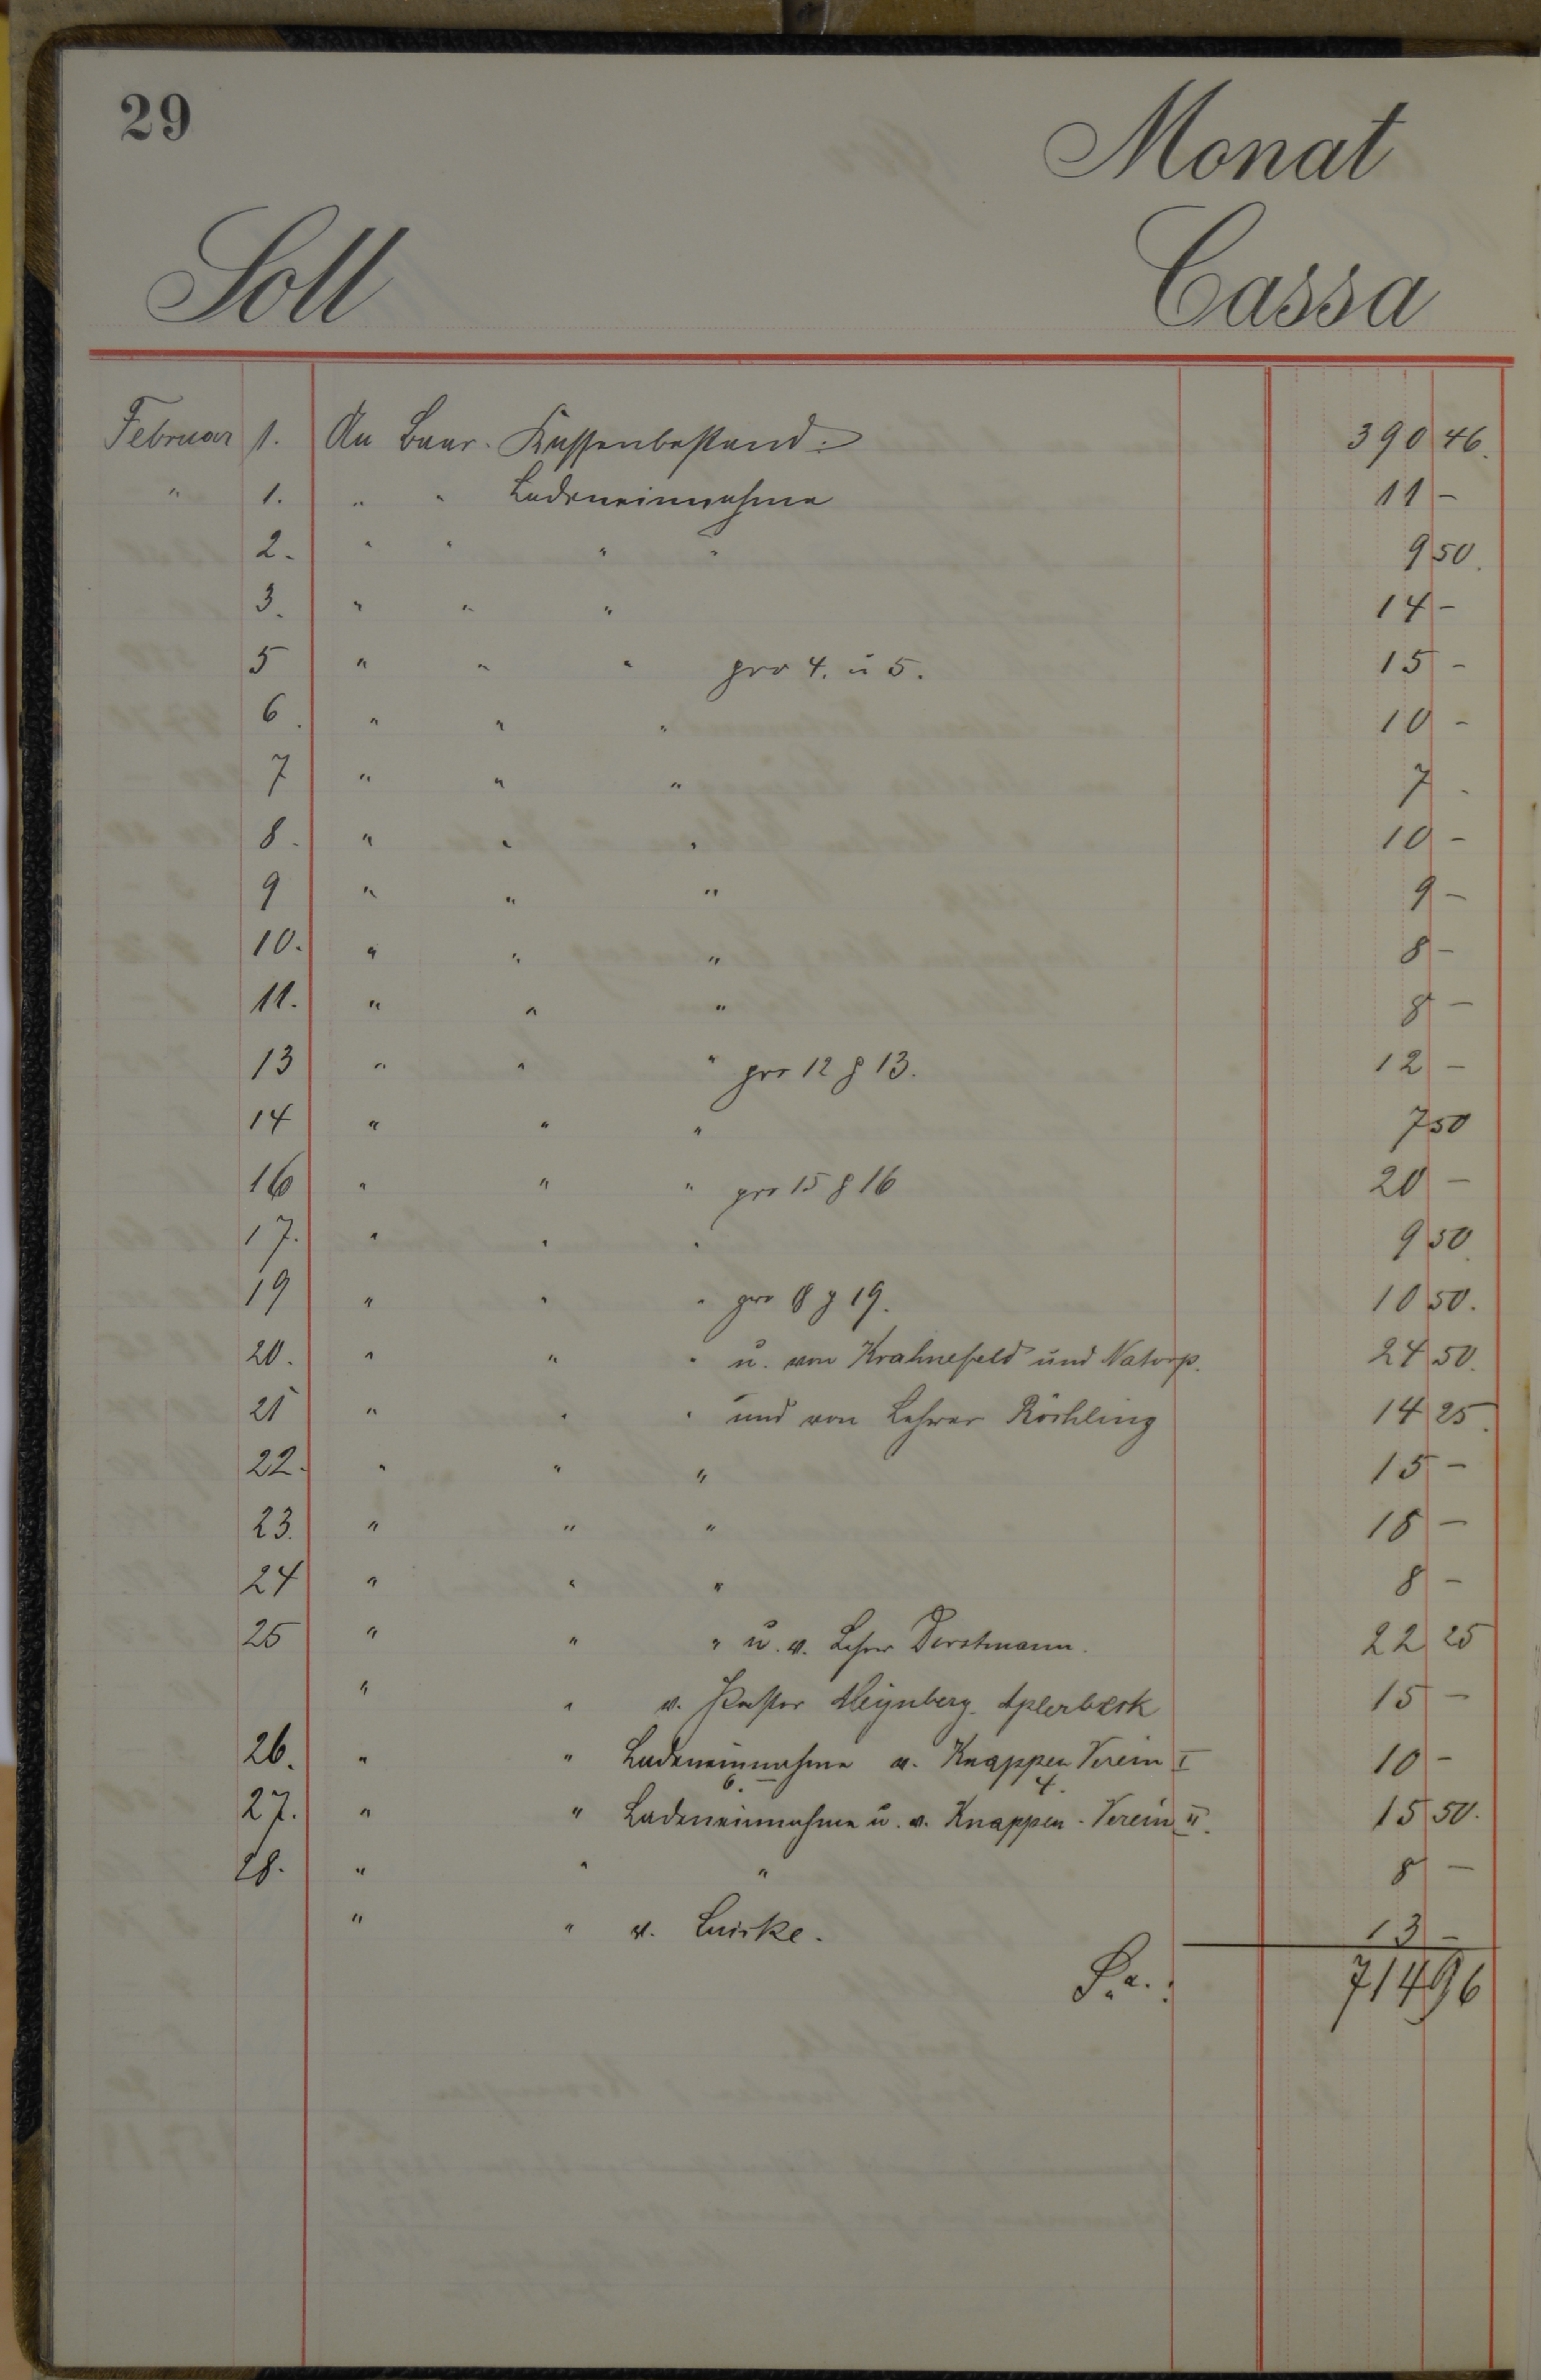 29
Monat
Soll
Cassa
Februar 1. An Baar-Kassenbestand. 390 46.
" 1. " " Ladeneinnahme 11 -
2. " " " " 9 50.
3. " " " 14 -
5 " " " pro 4. u 5. 15 -
6. " " " 10 -
7 " " " 7 -
8. " " " 10 -
9 " " " 9 -
10. " " " 8 -
11. " " " 8 -
13 " " " pro 12 & 13. 12 -
14 " " " 7 50
16 " " " pro 15 & 16 20 -
17. " " " 9 50.
19 " " " pro 18 & 19. 10 50.
20. " " " u. von Krahnefeld und Natorp. 24 50.
21 " " " und von Lehrer Röchling 14 25.
22. " " " 15 -
23. " " " 18 -
24 " " " 8 -
25 " " " u. v. Lehrer 22 25
" " v. Pastor Aplerbeck 15 -
26. " " Ladeneinnahme v. Knappen Verein I 10 -
6. 4.
27. " " Ladeneinnahme u. v. Knappen-Verein II. 15 50.
28. " " " 8 -
" " v. 13 -
Sa. 714 96